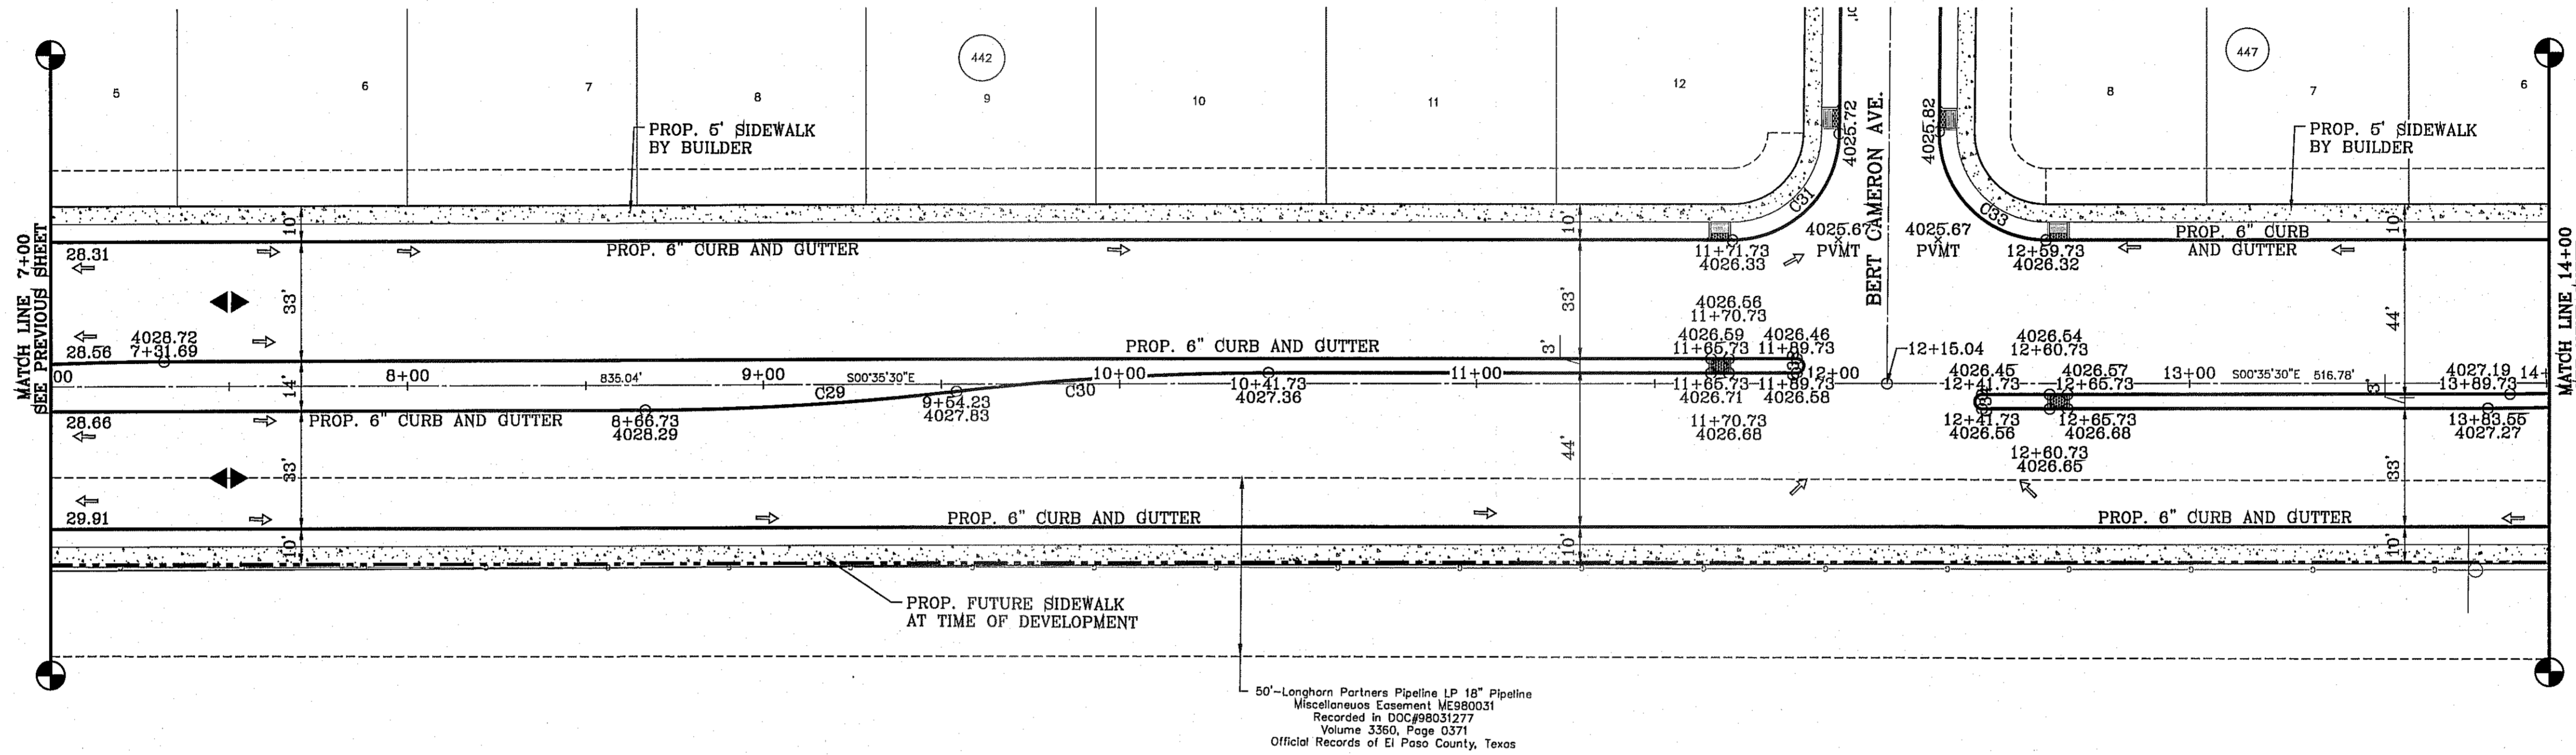 5
6
7
8
442
9
10
11
12
447
8
7
6
PROP. 5' SIDEWALK
BY BUILDER
BERT CAMERON AVE.
4025.72
4025.82
PROP. 5' SIDEWALK
BY BUILDER
MATCH LINE 7+00
SEE PREVIOUS SHEET
MATCH LINE 14+00
10'
10'
C31
C33
10'
28.31
PROP. 6" CURB AND GUTTER
11+71.73
4026.33
4025.67
PVMT
4025.67
PVMT
12+59.73
4026.32
PROP. 6" CURB
AND GUTTER
33'
33'
44'
4028.72
7+31.69
28.56
PROP. 6" CURB AND GUTTER
3'
4026.56
11+70.73
4026.59
11+65.73
4026.46
11+89.73
12+15.04
4026.54
12+60.73
4026.45
12+41.73
4026.57
12+65.73
4027.19
13+89.73
00
8+00
835.04'
9+00
S00°35'30"E
10+00
11+00
12+00
13+00
S00°35'30"E 516.78'
14+
14'
C29
C30
10+41.73
4027.36
9+54.23
4027.83
11+65.73
4026.71
11+89.73
4026.58
3'
28.66
PROP. 6" CURB AND GUTTER
8+66.73
4028.29
11+70.73
4026.68
12+41.73
4026.56
12+65.73
4026.68
12+60.73
4026.65
13+83.55
4027.27
33'
44'
33'
29.91
PROP. 6" CURB AND GUTTER
PROP. 6" CURB AND GUTTER
10'
10'
10'
PROP. FUTURE SIDEWALK
AT TIME OF DEVELOPMENT
50'-Longhorn Partners Pipeline LP 18" Pipeline
Miscellaneuos Easement ME980031
Recorded in DOC#98031277
Volume 3360, Page 0371
Official Records of El Paso County, Texas